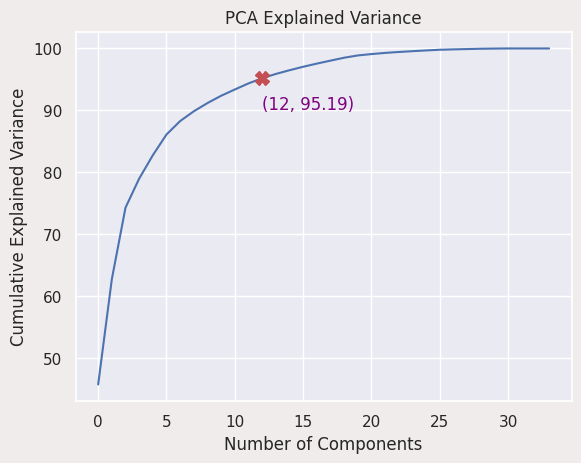 PCA Explained Variance
Cumulative Explained Variance
100
90
80
70
60
50
(12, 95.19)
0 5 10 15 20 25 30
Number of Components